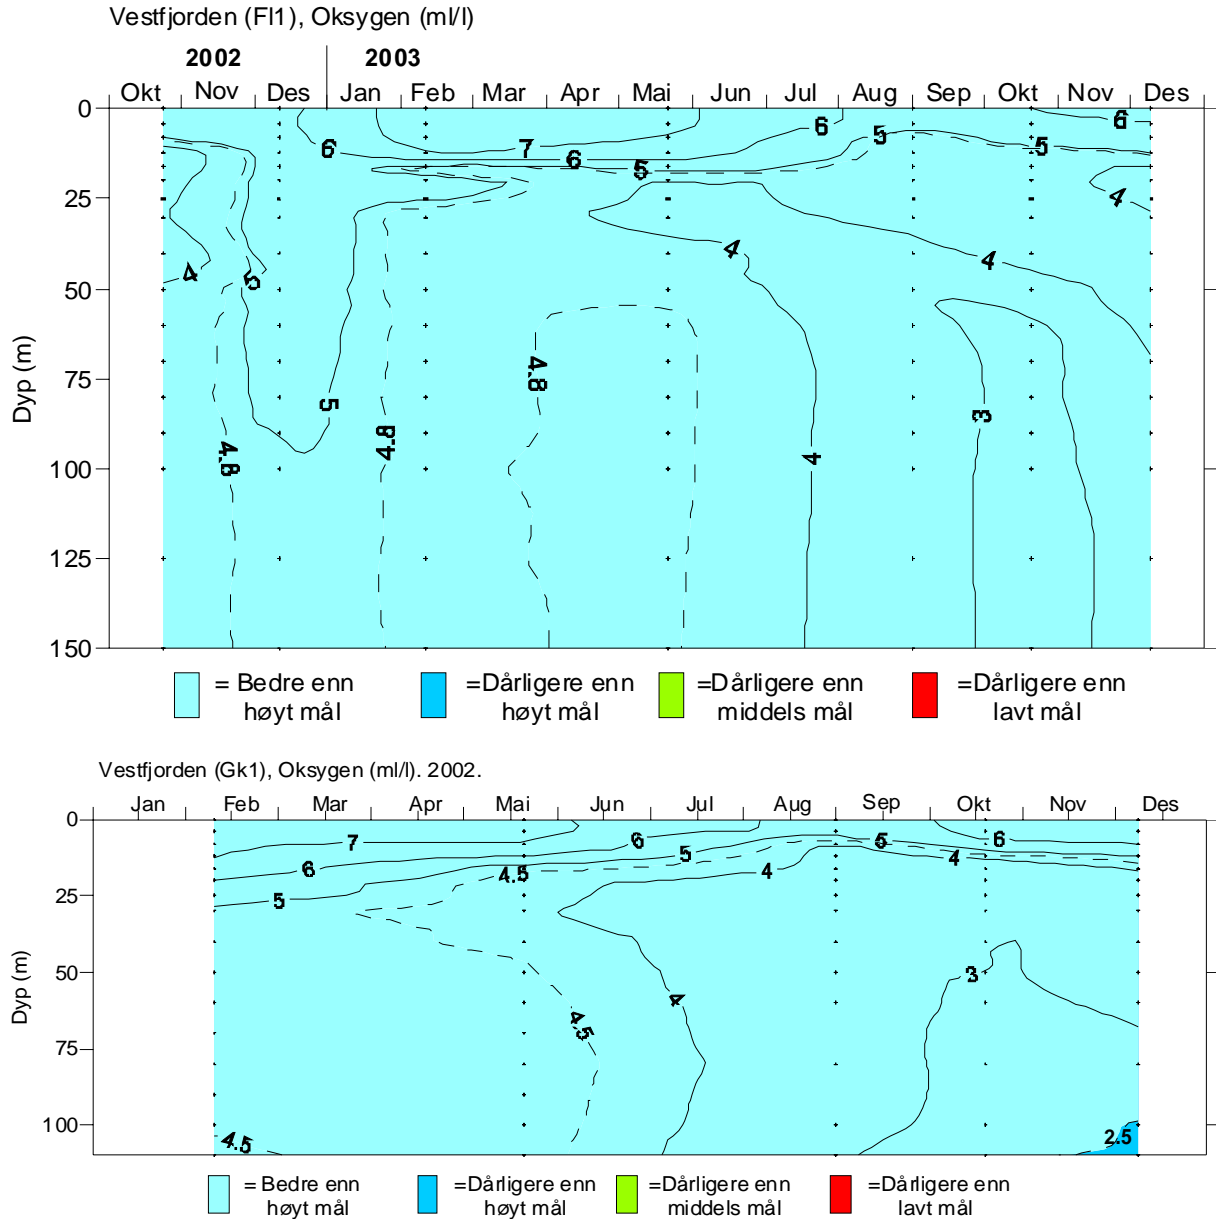 Vestfjorden (Fl1), Oksygen (ml/l)
2002 2003
Okt Nov Des Jan Feb Mar Apr Mai Jun Jul Aug Sep Okt Nov Des
0
25
50
75
100
125
150
Dyp (m)
6 7 6 5 6 5 5 6
4 5 4 4 4
5 4.8 4.8 4.8 4 3
= Bedre enn høyt mål
=Dårligere enn høyt mål
=Dårligere enn middels mål
=Dårligere enn lavt mål
Vestfjorden (Gk1), Oksygen (ml/l). 2002.
Jan Feb Mar Apr Mai Jun Jul Aug Sep Okt Nov Des
0
25
50
75
100
Dyp (m)
7 6 5 6 5 4.5 4 5 6 4
4.5 4 3
4.5 2.5
= Bedre enn høyt mål
=Dårligere enn høyt mål
=Dårligere enn middels mål
=Dårligere enn lavt mål